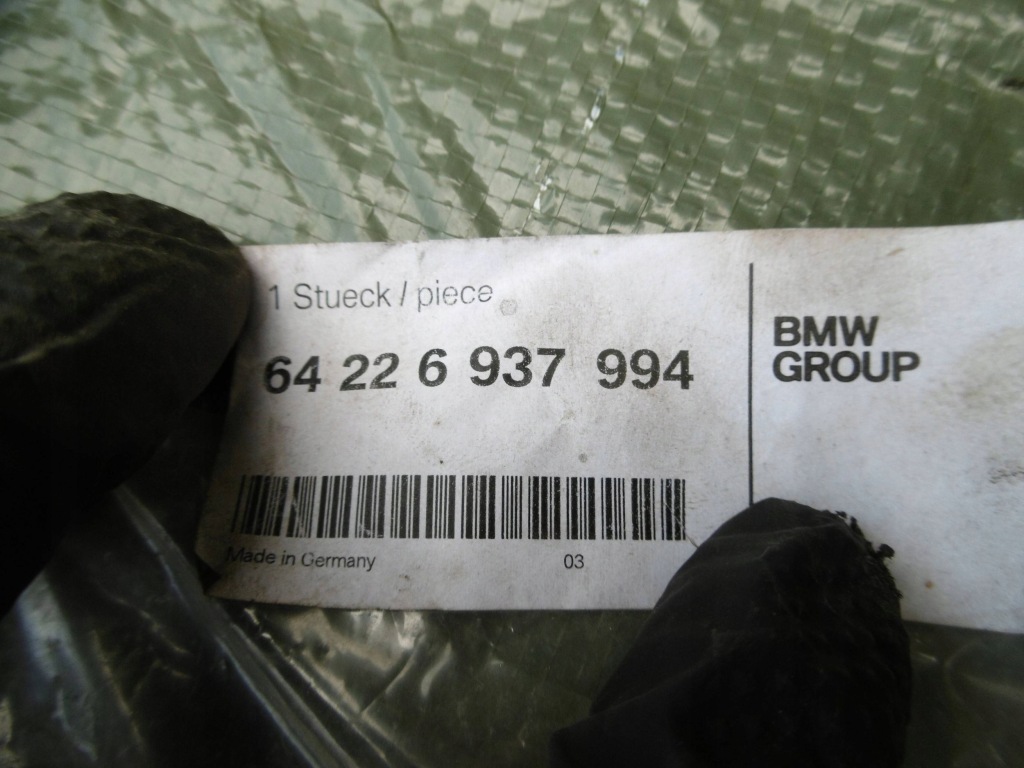 1 Stueck / piece
64 22 6 937 994
BMW
GROUP
Made in Germany
03